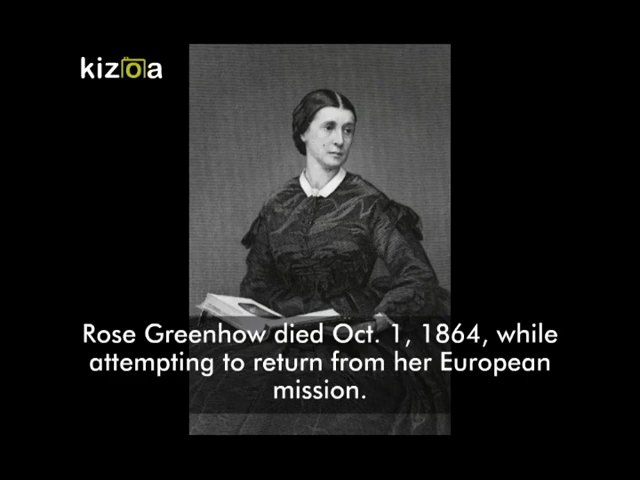 kizoa
Rose Greenhow died Oct. 1, 1864, while
attempting to return from her European
mission.